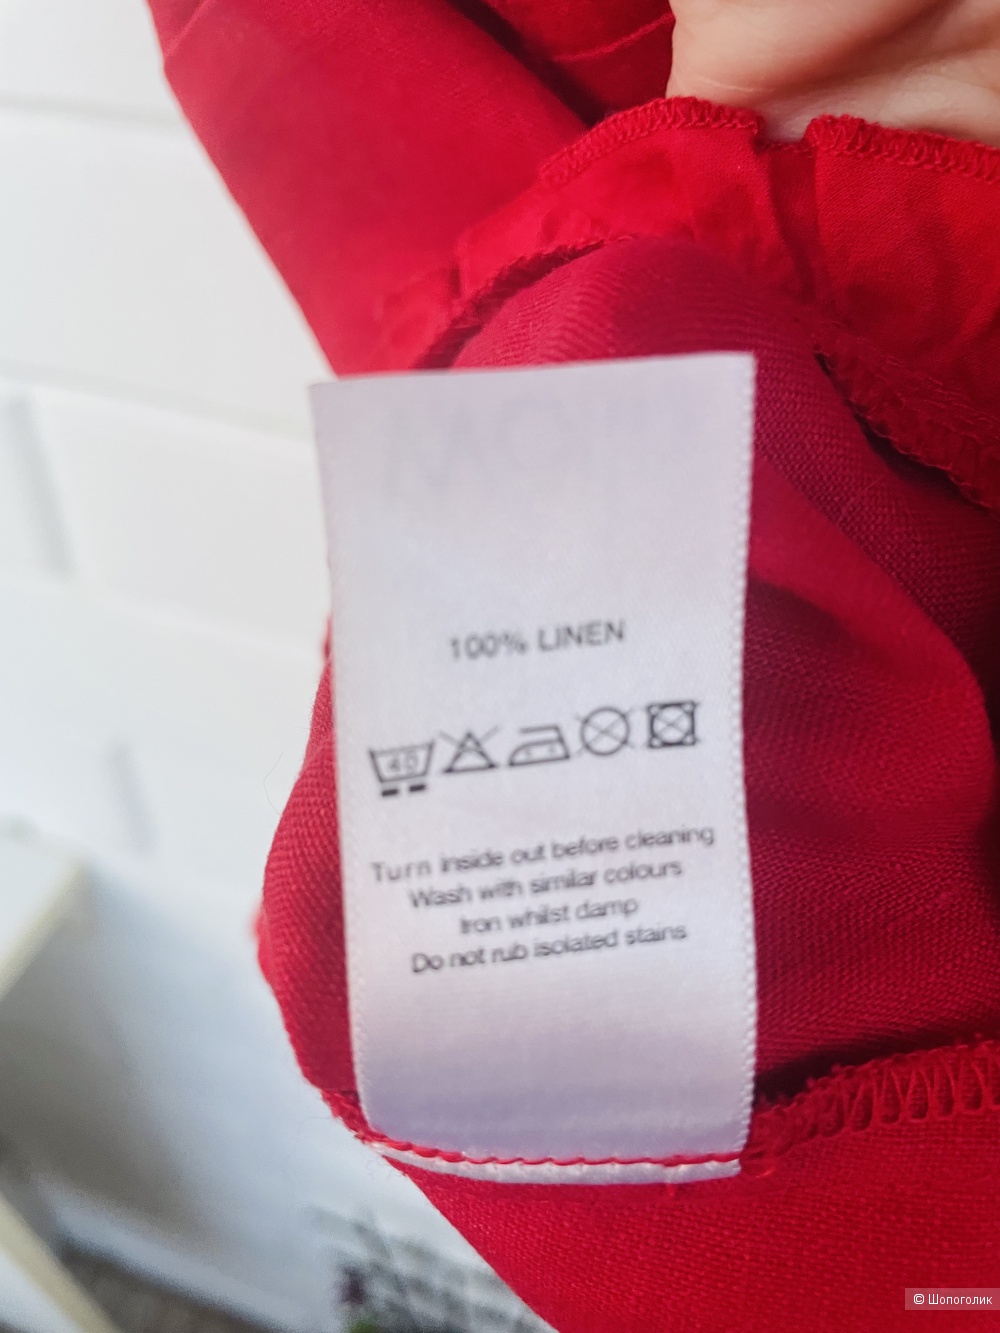 100% LINEN
40
Turn inside out before cleaning
Wash with similar colours
Iron whilst damp
Do not rub isolated stains
© Шопоголик